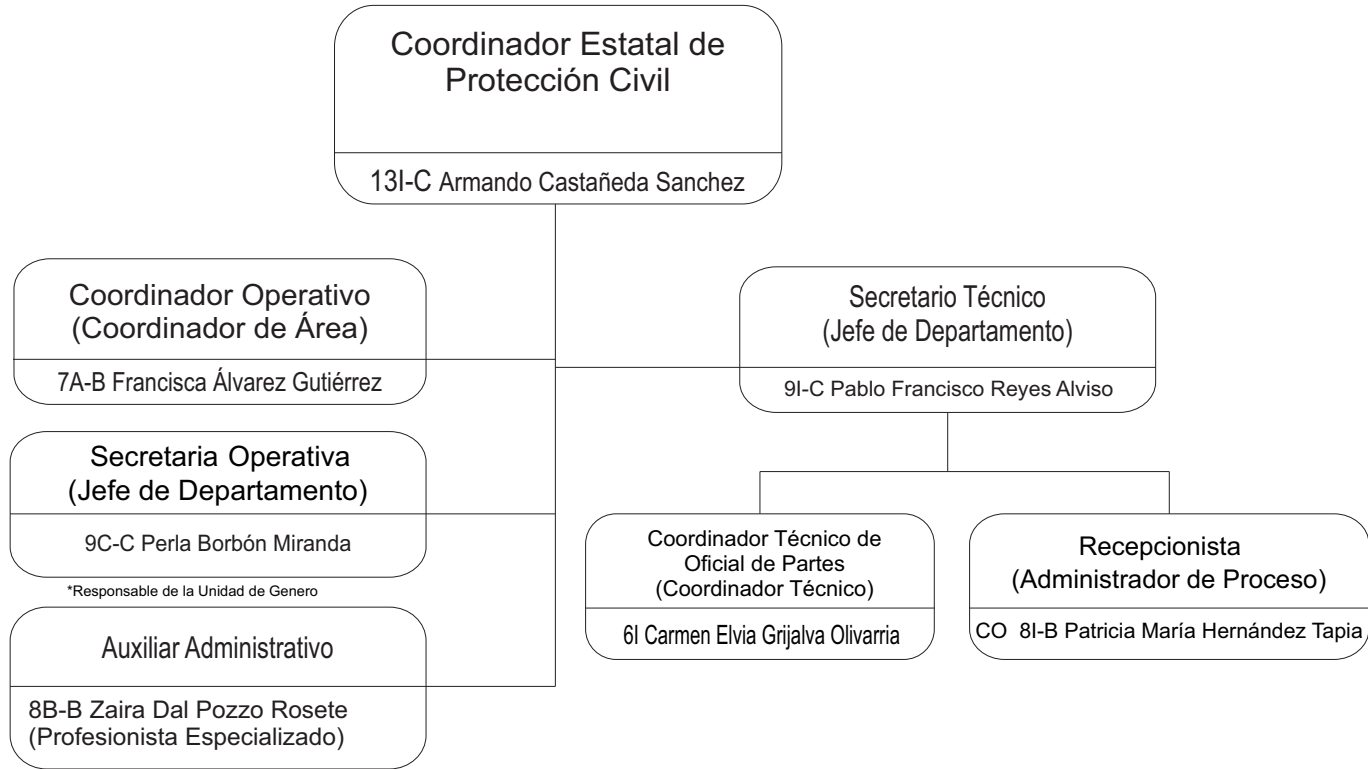 Coordinador Estatal de
Protección Civil
13I-C Armando Castañeda Sanchez
Coordinador Operativo
(Coordinador de Área)
7A-B Francisca Álvarez Gutiérrez
Secretario Técnico
(Jefe de Departamento)
9I-C Pablo Francisco Reyes Alviso
Secretaria Operativa
(Jefe de Departamento)
9C-C Perla Borbón Miranda
*Responsable de la Unidad de Genero
Coordinador Técnico de
Oficial de Partes
(Coordinador Técnico)
6I Carmen Elvia Grijalva Olivarria
Recepcionista
(Administrador de Proceso)
CO 8I-B Patricia María Hernández Tapia
Auxiliar Administrativo
8B-B Zaira Dal Pozzo Rosete
(Profesionista Especializado)